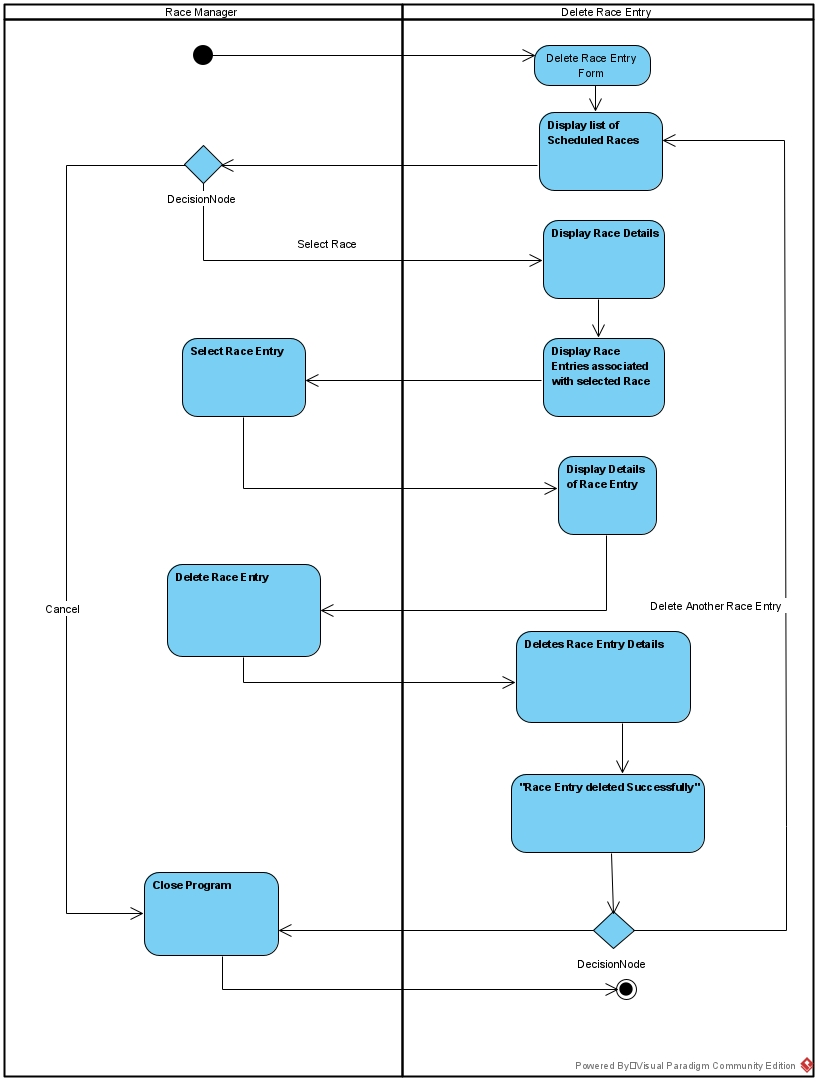 Race Manager
Delete Race Entry
Delete Race Entry
Form
Display list of
Scheduled Races
DecisionNode
Display Race Details
Select Race
Select Race Entry
Display Race
Entries associated
with selected Race
Display Details
of Race Entry
Delete Race Entry
Cancel
Delete Another Race Entry
Deletes Race Entry Details
"Race Entry deleted Successfully"
Close Program
DecisionNode
Powered By Visual Paradigm Community Edition